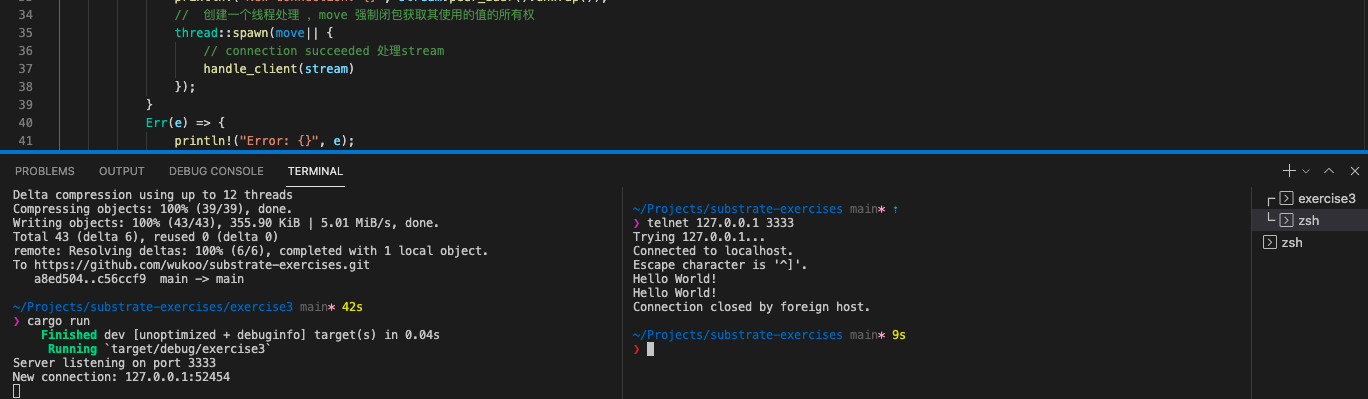 34 // 创建一个线程处理 ，move 强制闭包获取其使用的值的所有权
35 thread::spawn(move|| {
36 // connection succeeded 处理stream
37 handle_client(stream)
38 });
39 }
40 Err(e) => {
41 println!("Error: {}", e);
PROBLEMS OUTPUT DEBUG CONSOLE TERMINAL
Delta compression using up to 12 threads
Compressing objects: 100% (39/39), done.
Writing objects: 100% (43/43), 355.90 KiB | 5.01 MiB/s, done.
Total 43 (delta 6), reused 0 (delta 0)
remote: Resolving deltas: 100% (6/6), completed with 1 local object.
To https://github.com/wukoo/substrate-exercises.git
a8ed504..c56ccf9 main -> main
~/Projects/substrate-exercises/exercise3 main* 42s
❯ cargo run
Finished dev [unoptimized + debuginfo] target(s) in 0.04s
Running `target/debug/exercise3`
Server listening on port 3333
New connection: 127.0.0.1:52454
~/Projects/substrate-exercises main* ↑
❯ telnet 127.0.0.1 3333
Trying 127.0.0.1...
Connected to localhost.
Escape character is '^]'.
Hello World!
Hello World!
Connection closed by foreign host.
~/Projects/substrate-exercises main* 9s
❯
exercise3
zsh
zsh